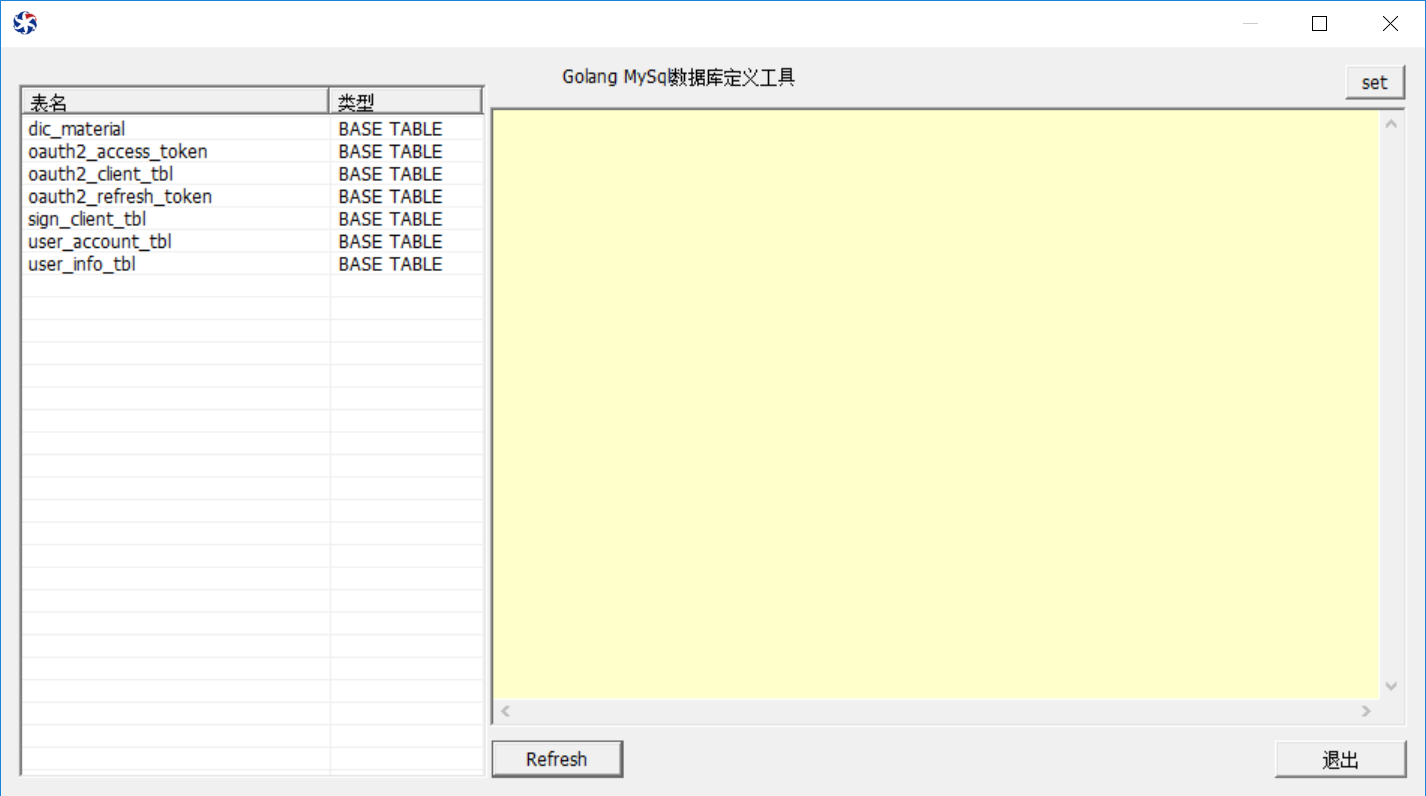 Golang MySql数据库定义工具
set
表名 类型
dic_material BASE TABLE
oauth2_access_token BASE TABLE
oauth2_client_tbl BASE TABLE
oauth2_refresh_token BASE TABLE
sign_client_tbl BASE TABLE
user_account_tbl BASE TABLE
user_info_tbl BASE TABLE
Refresh
退出